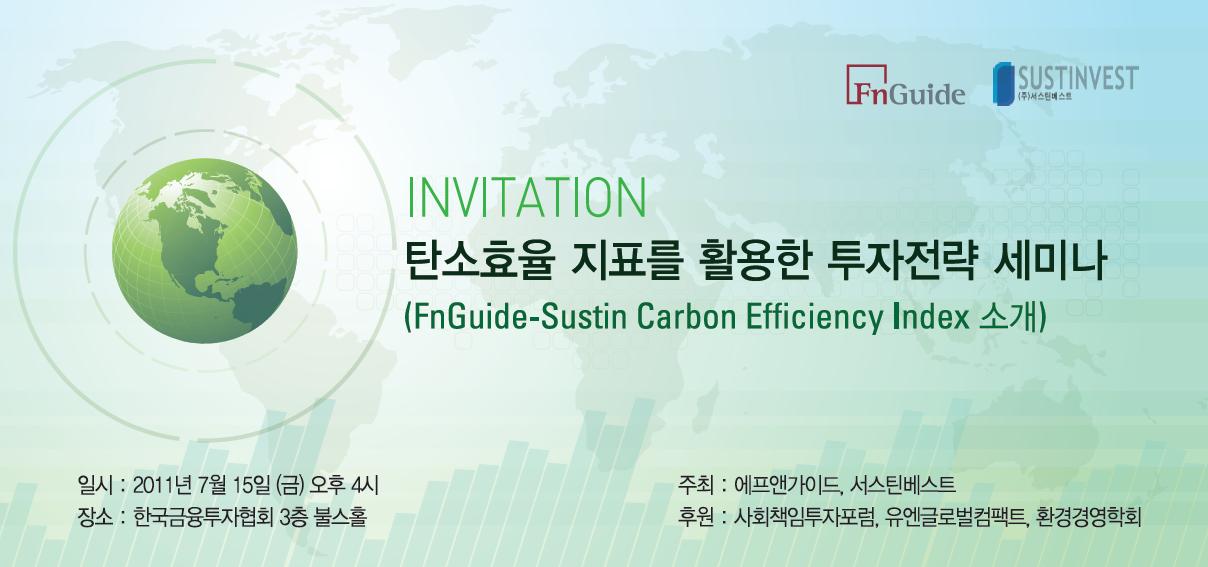 FnGuide
SUSTINVEST
(주)서스틴베스트
INVITATION
탄소효율 지표를 활용한 투자전략 세미나
(FnGuide-Sustin Carbon Efficiency Index 소개)
일시 : 2011년 7월 15일 (금) 오후 4시
장소 : 한국금융투자협회 3층 불스홀
주최 : 에프앤가이드, 서스틴베스트
후원 : 사회책임투자포럼, 유엔글로벌컴팩트, 환경경영학회